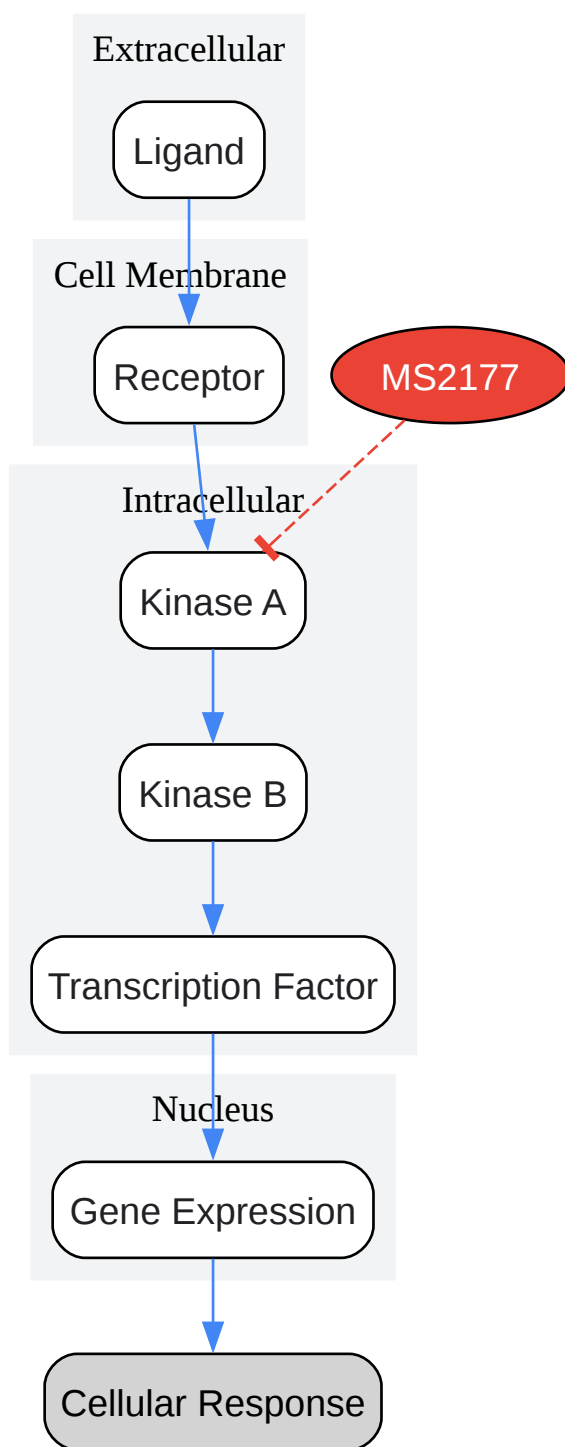 Extracellular
Ligand
Cell Membrane
Receptor
MS2177
Intracellular
Kinase A
Kinase B
Transcription Factor
Nucleus
Gene Expression
Cellular Response